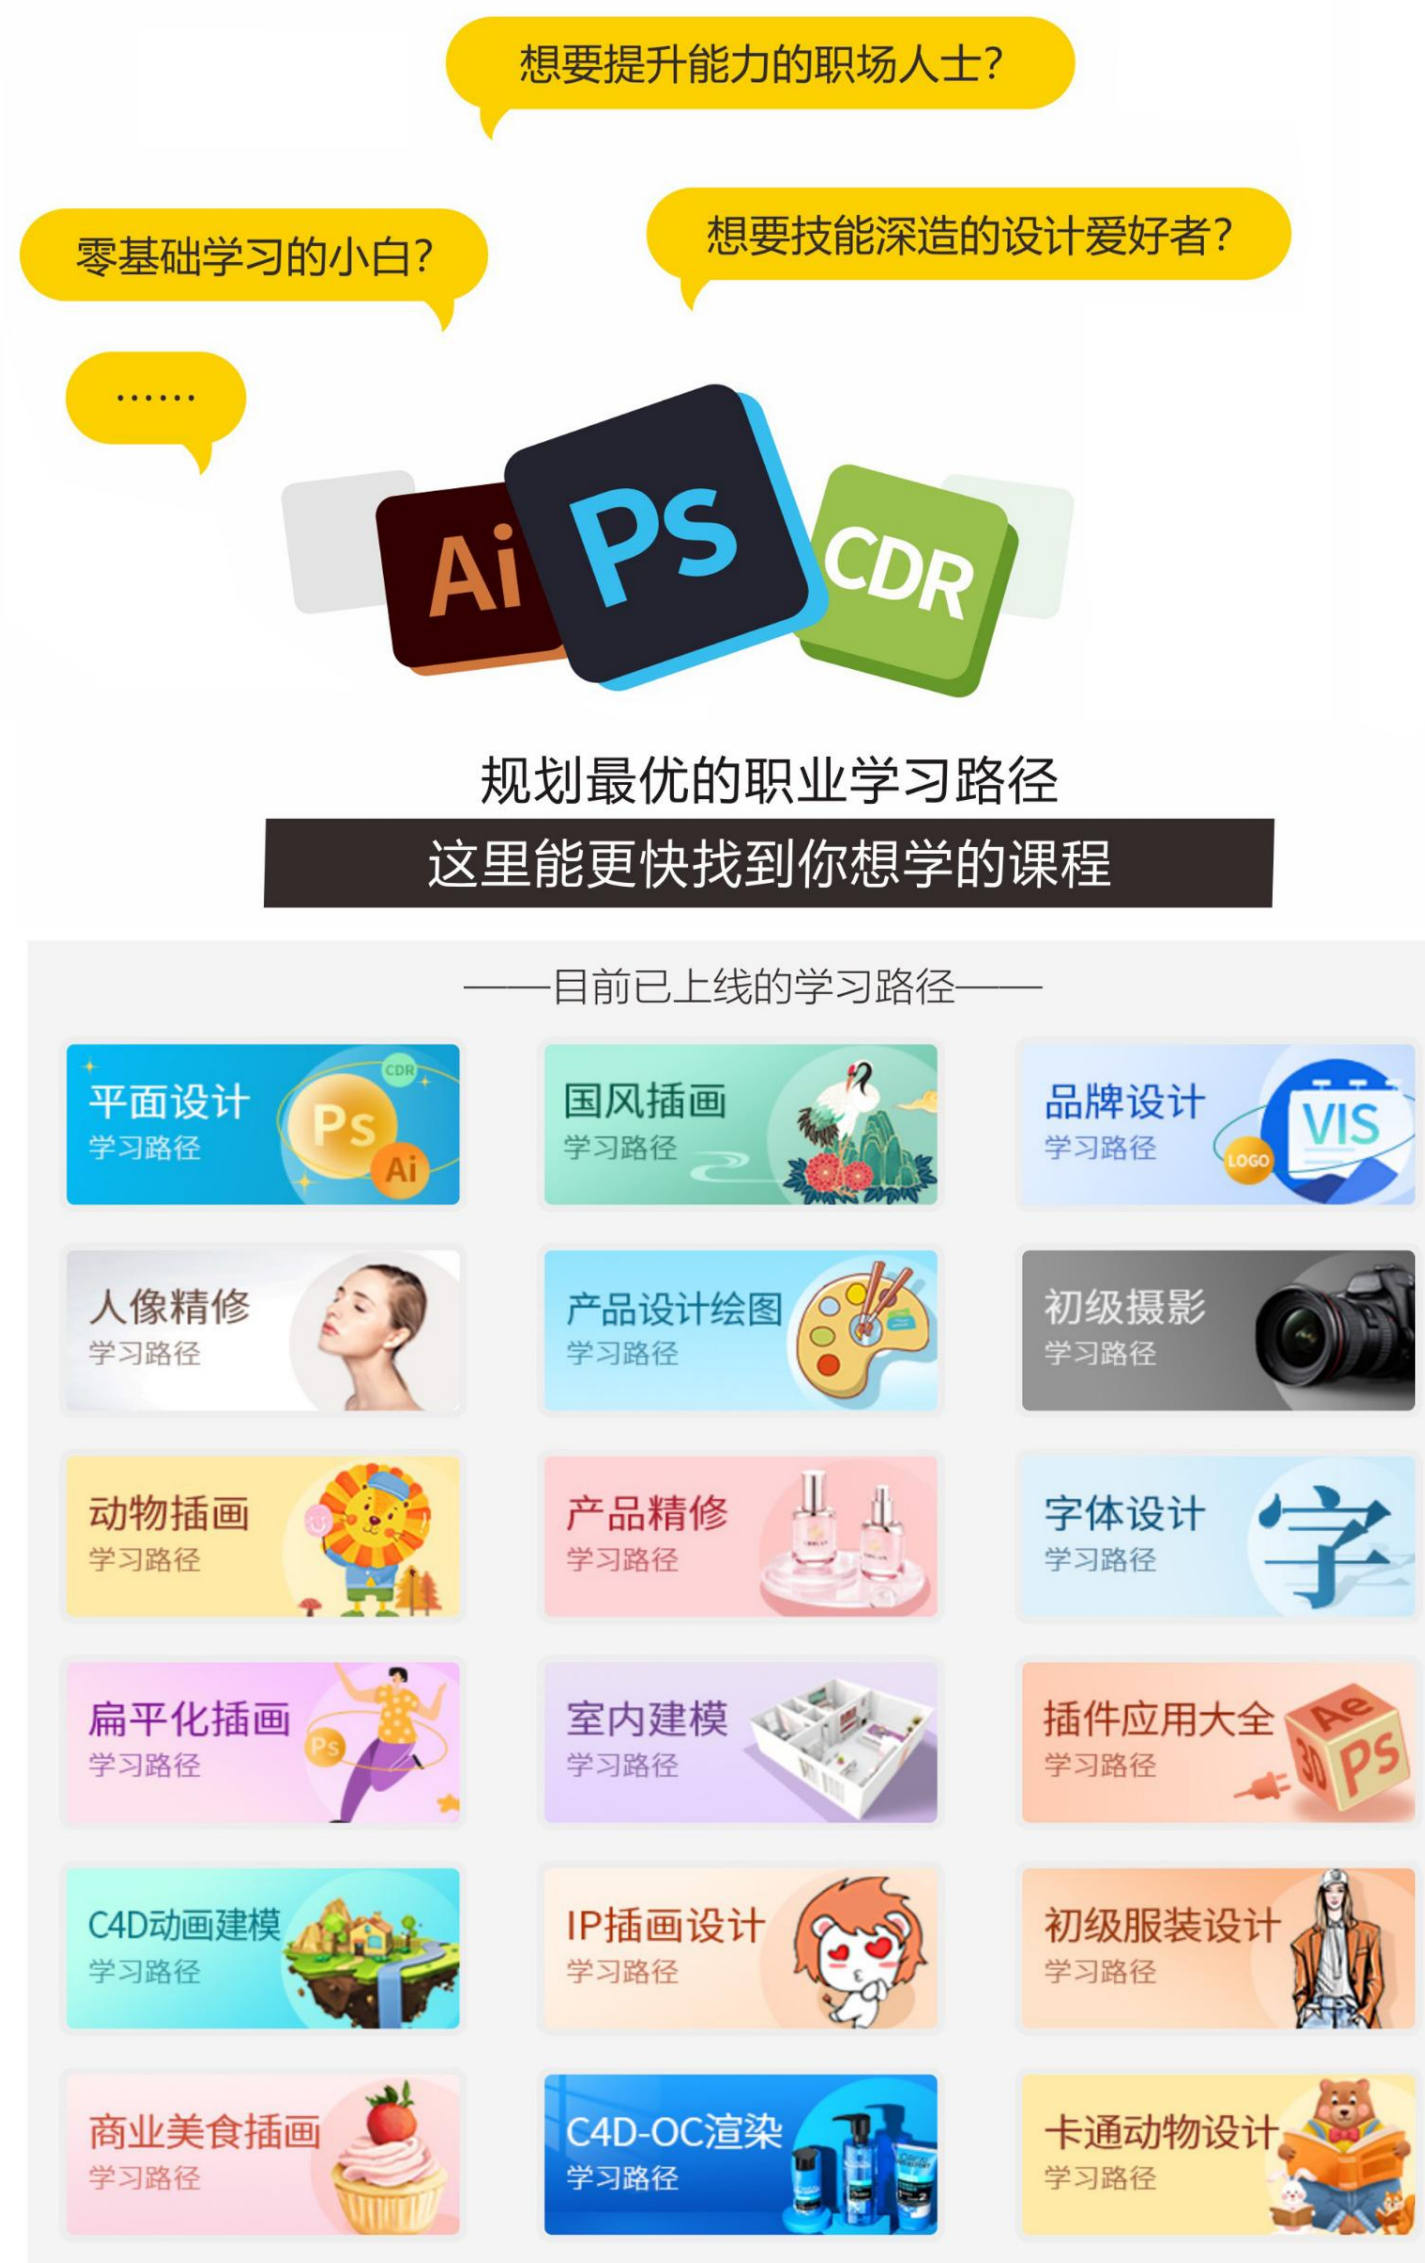 想要提升能力的职场人士？
零基础学习的小白？
想要技能深造的设计爱好者？
……
Ai
Ps
CDR
规划最优的职业学习路径
这里能更快找到你想学的课程
——目前已上线的学习路径——
平面设计
学习路径
Ps
CDR
Ai
国风插画
学习路径
品牌设计
学习路径
VIS
LOGO
人像精修
学习路径
产品设计绘图
学习路径
初级摄影
学习路径
动物插画
学习路径
产品精修
学习路径
字体设计
学习路径
字
扁平化插画
学习路径
Ps
室内建模
学习路径
插件应用大全
学习路径
Ae
3D
PS
C4D动画建模
学习路径
IP插画设计
学习路径
初级服装设计
学习路径
商业美食插画
学习路径
C4D-OC渲染
学习路径
卡通动物设计
学习路径